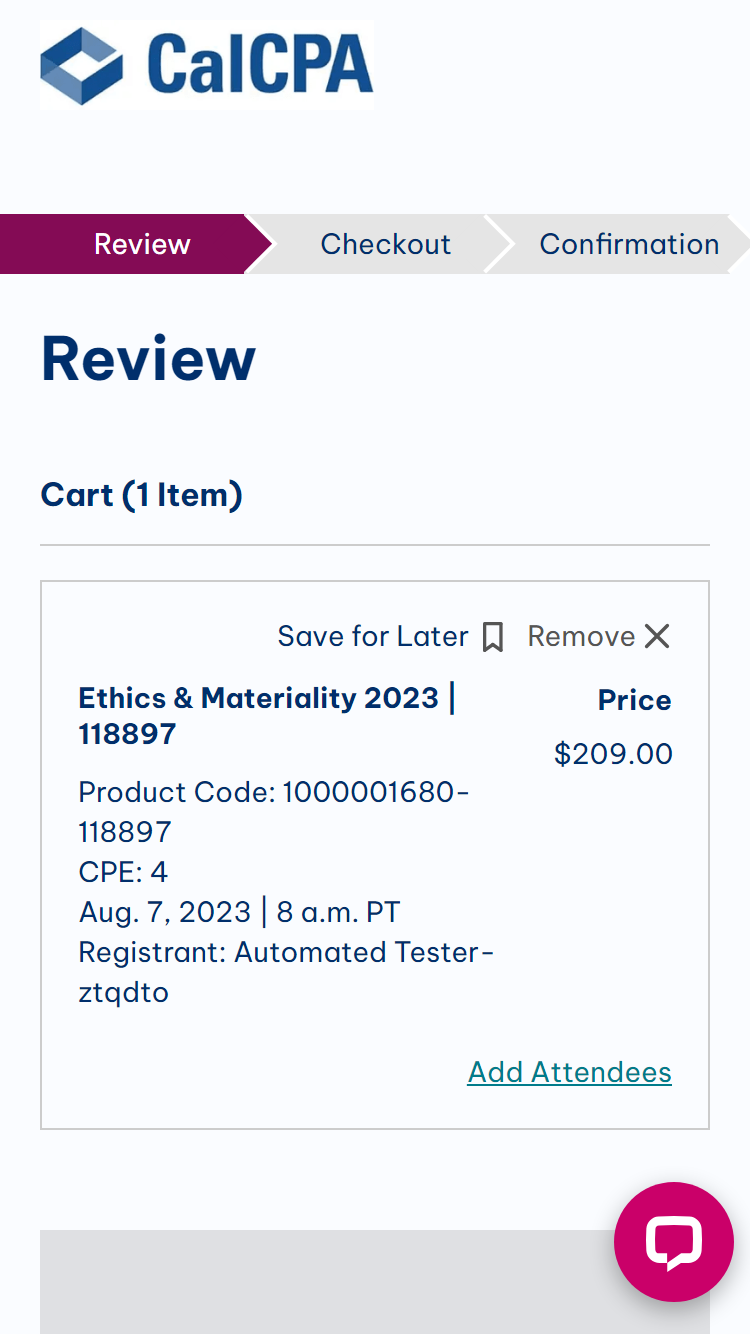 CalCPA
Review
Checkout
Confirmation
Review
Cart (1 Item)
Save for Later
Remove
Ethics & Materiality 2023 |
118897
Price
$209.00
Product Code: 1000001680-
118897
CPE: 4
Aug. 7, 2023 | 8 a.m. PT
Registrant: Automated Tester-
ztqdto
Add Attendees